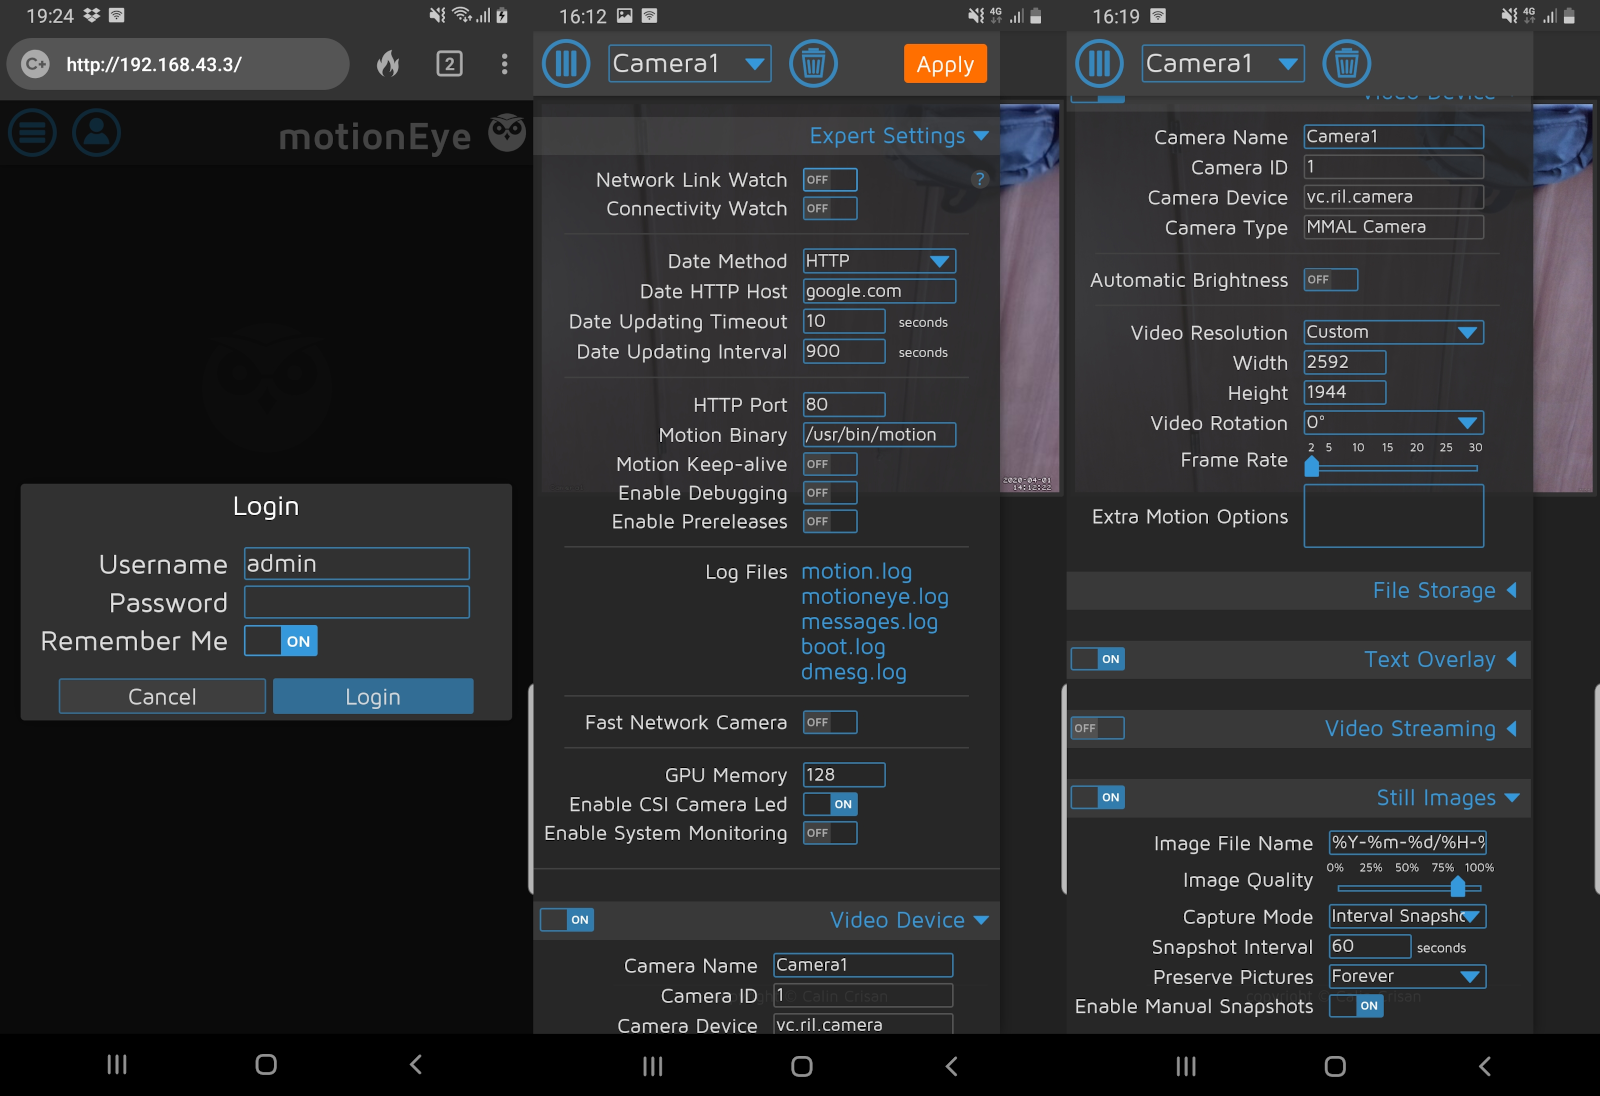 19:24
C+ http://192.168.43.3/ 2
motionEye
Login
Username admin
Password
Remember Me ON
Cancel Login
16:12 4G
Camera1 Apply
Expert Settings
Network Link Watch OFF ?
Connectivity Watch OFF
Date Method HTTP
Date HTTP Host google.com
Date Updating Timeout 10 seconds
Date Updating Interval 900 seconds
HTTP Port 80
Motion Binary /usr/bin/motion
Motion Keep-alive OFF
Enable Debugging OFF
2020-04-01
14:12:22
Enable Prereleases OFF
Log Files motion.log
motioneye.log
messages.log
boot.log
dmesg.log
Fast Network Camera OFF
GPU Memory 128
Enable CSI Camera Led ON
Enable System Monitoring OFF
ON Video Device
Camera Name Camera1
Camera ID 1
copyright © Calin Crisan
Camera Device vc.ril.camera
16:19 4G
Camera1
Video Device
Camera Name Camera1
Camera ID 1
Camera Device vc.ril.camera
Camera Type MMAL Camera
Automatic Brightness OFF
Video Resolution Custom
Width 2592
Height 1944
Video Rotation 0°
2 5 10 15 20 25 30
Frame Rate
Extra Motion Options
File Storage
ON Text Overlay
OFF Video Streaming
ON Still Images
Image File Name %Y-%m-%d/%H-%
0% 25% 50% 75% 100%
Image Quality
Capture Mode Interval Snapsho
Snapshot Interval 60 seconds
Preserve Pictures Forever
copyright © Calin Crisan
Enable Manual Snapshots ON